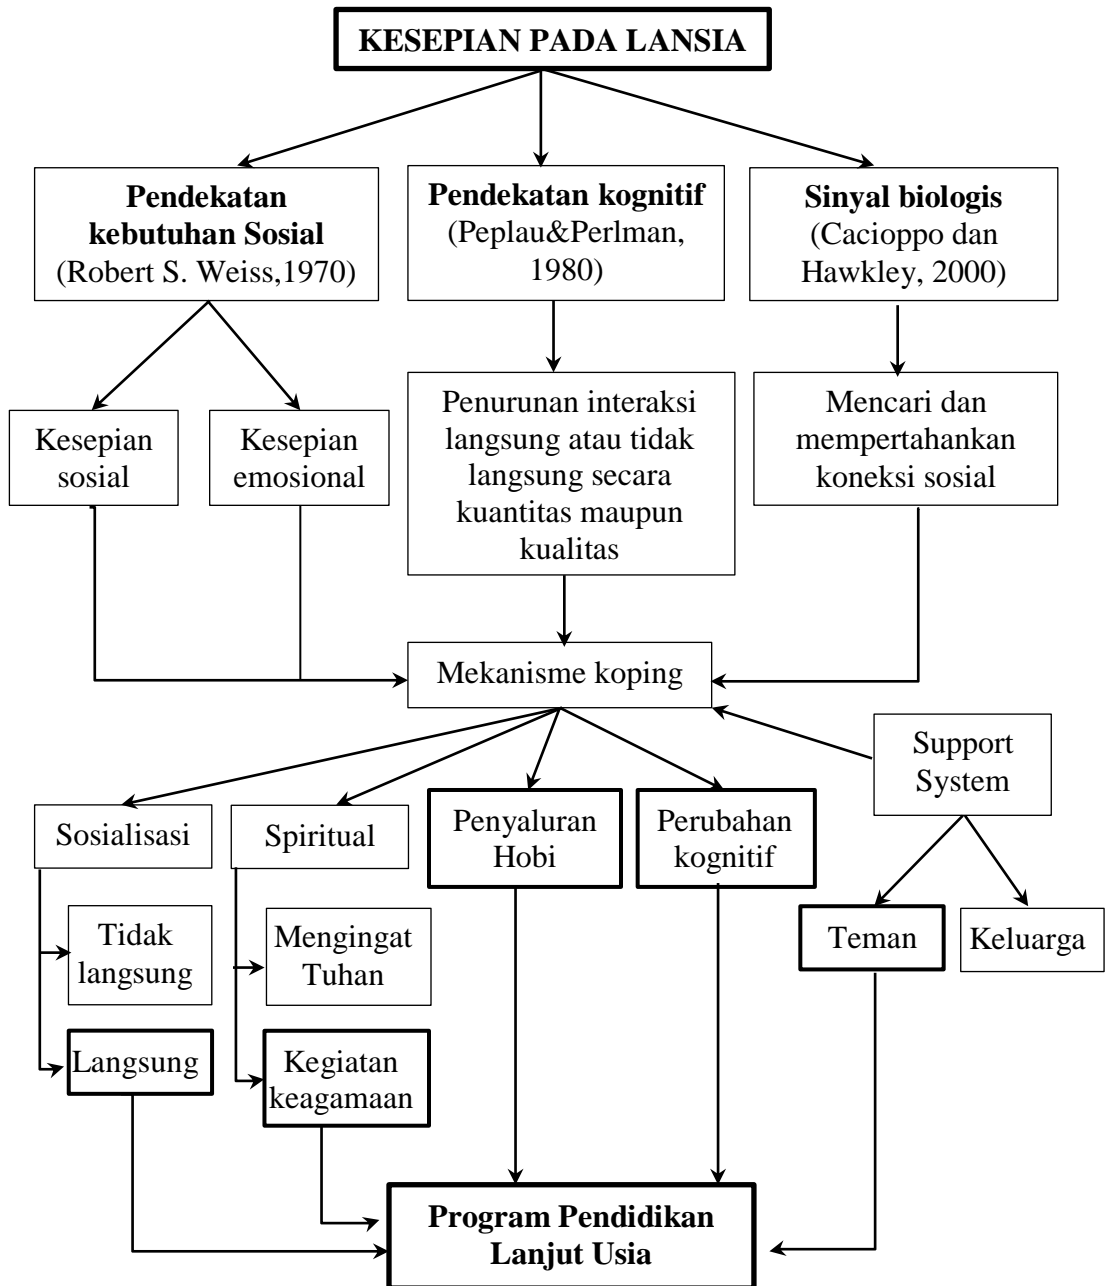 KESEPIAN PADA LANSIA
Pendekatan
kebutuhan Sosial
(Robert S. Weiss,1970)
Pendekatan kognitif
(Peplau&Perlman,
1980)
Sinyal biologis
(Cacioppo dan
Hawkley, 2000)
Kesepian
sosial
Kesepian
emosional
Penurunan interaksi
langsung atau tidak
langsung secara
kuantitas maupun
kualitas
Mencari dan
mempertahankan
koneksi sosial
Mekanisme koping
Support
System
Sosialisasi
Spiritual
Penyaluran
Hobi
Perubahan
kognitif
Tidak
langsung
Mengingat
Tuhan
Teman
Keluarga
Langsung
Kegiatan
keagamaan
Program Pendidikan
Lanjut Usia